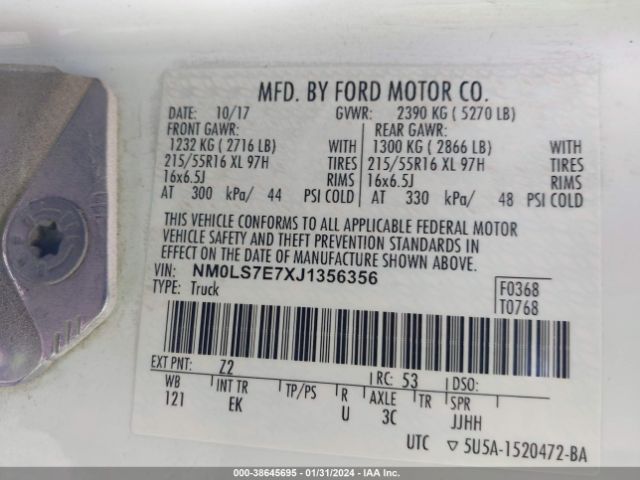 MFD. BY FORD MOTOR CO.
DATE: 10/17 GVWR: 2390 KG ( 5270 LB)
FRONT GAWR: REAR GAWR:
1232 KG ( 2716 LB) WITH 1300 KG ( 2866 LB) WITH
215/55R16 XL 97H TIRES 215/55R16 XL 97H TIRES
16x6.5J RIMS 16x6.5J RIMS
AT 300 kPa/ 44 PSI COLD AT 330 kPa/ 48 PSI COLD
THIS VEHICLE CONFORMS TO ALL APPLICABLE FEDERAL MOTOR
VEHICLE SAFETY AND THEFT PREVENTION STANDARDS IN
EFFECT ON THE DATE OF MANUFACTURE SHOWN ABOVE.
VIN: NM0LS7E7XJ1356356
TYPE: Truck
F0368
T0768
EXT PNT: Z2 RC: 53 DSO:
WB INT TR TP/PS R AXLE TR SPR
121 EK U 3C JJHH
UTC ▽ 5U5A-1520472-BA
000-38645695 - 01/31/2024 - IAA Inc.